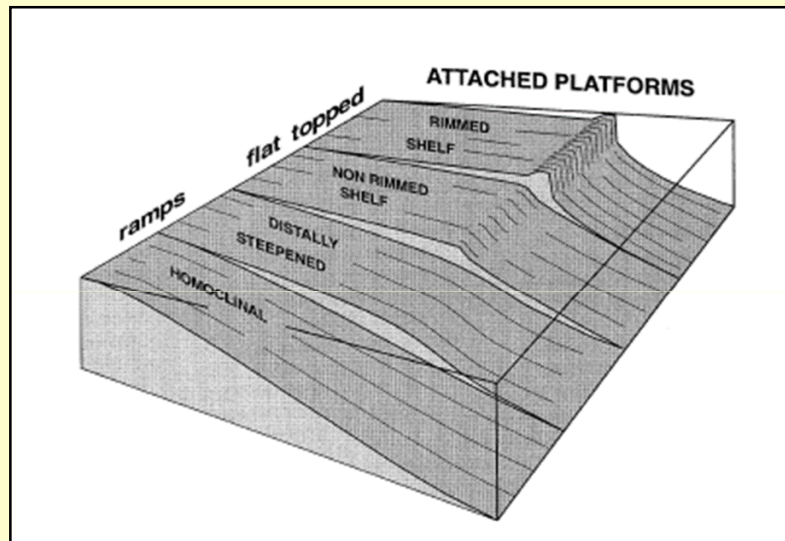 ATTACHED PLATFORMS
flat topped
ramps
RIMMED
SHELF
NON RIMMED
SHELF
DISTALLY
STEEPENED
HOMOCLINAL